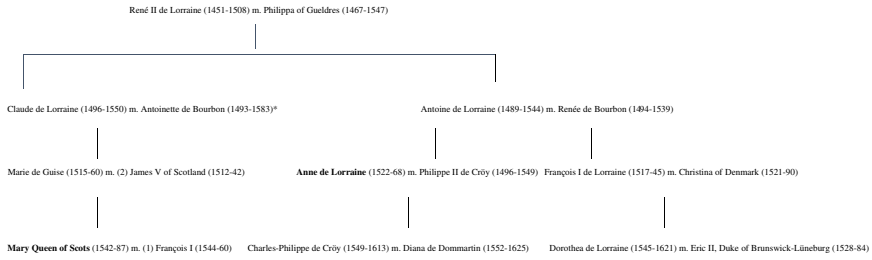 René II de Lorraine (1451-1508) m. Philippa of Gueldres (1467-1547)
Claude de Lorraine (1496-1550) m. Antoinette de Bourbon (1493-1583)*
Antoine de Lorraine (1489-1544) m. Renée de Bourbon (1494-1539)
Marie de Guise (1515-60) m. (2) James V of Scotland (1512-42)
Anne de Lorraine (1522-68) m. Philippe II de Cröy (1496-1549)
François I de Lorraine (1517-45) m. Christina of Denmark (1521-90)
Mary Queen of Scots (1542-87) m. (1) François I (1544-60)
Charles-Philippe de Cröy (1549-1613) m. Diana de Dommartin (1552-1625)
Dorothea de Lorraine (1545-1621) m. Eric II, Duke of Brunswick-Lüneburg (1528-84)